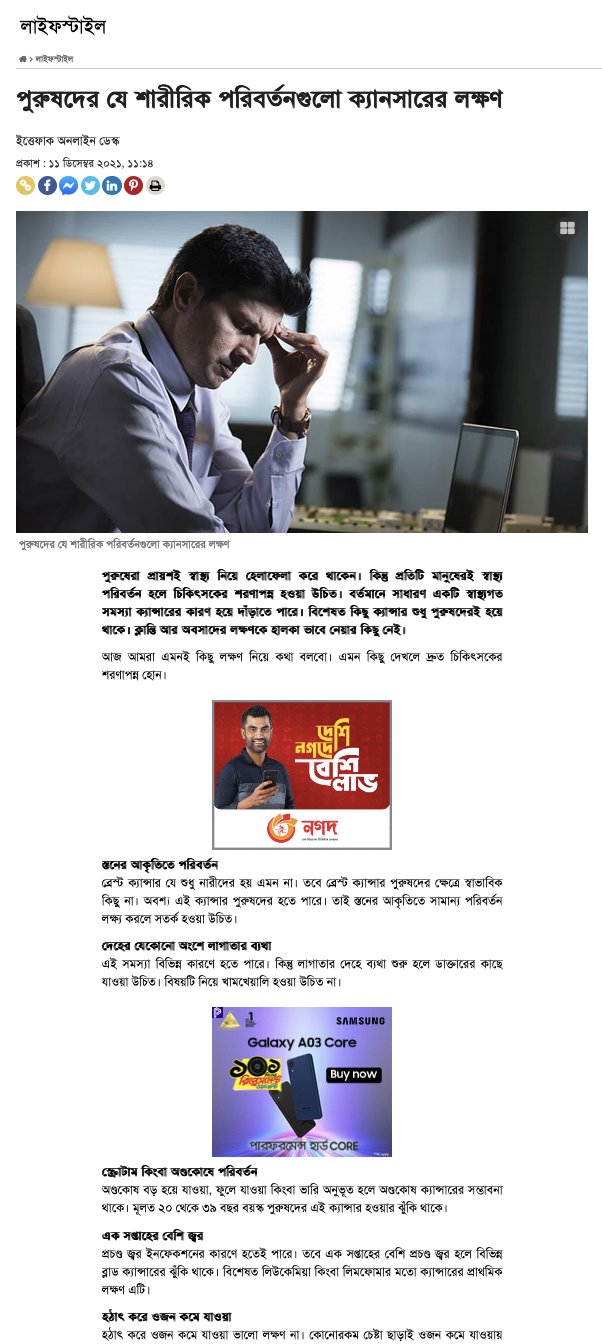 লাইফস্টাইল
› লাইফস্টাইল
পুরুষদের যে শারীরিক পরিবর্তনগুলো ক্যানসারের লক্ষণ
ইত্তেফাক অনলাইন ডেস্ক
প্রকাশ : ১১ ডিসেম্বর ২০২১, ১১:১৪
পুরুষদের যে শারীরিক পরিবর্তনগুলো ক্যানসারের লক্ষণ
পুরুষেরা প্রায়শই স্বাস্থ্য নিয়ে হেলাফেলা করে থাকেন। কিন্তু প্রতিটি মানুষেরই স্বাস্থ্য
পরিবর্তন হলে চিকিৎসকের শরণাপন্ন হওয়া উচিত। বর্তমানে সাধারণ একটি স্বাস্থ্যগত
সমস্যা ক্যান্সারের কারণ হয়ে দাঁড়াতে পারে। বিশেষত কিছু ক্যান্সার শুধু পুরুষদেরই হয়ে
থাকে। ক্লান্তি আর অবসাদের লক্ষণকে হালকা ভাবে নেয়ার কিছু নেই।
আজ আমরা এমনই কিছু লক্ষণ নিয়ে কথা বলবো। এমন কিছু দেখলে দ্রুত চিকিৎসকের
শরণাপন্ন হোন।
দেশি
নগদে
বেশি
লাভ
নগদ
স্তনের আকৃতিতে পরিবর্তন
ব্রেস্ট ক্যান্সার যে শুধু নারীদের হয় এমন না। তবে ব্রেস্ট ক্যান্সার পুরুষদের ক্ষেত্রে স্বাভাবিক
কিছু না। অবশ্য এই ক্যান্সার পুরুষদের হতে পারে। তাই স্তনের আকৃতিতে সামান্য পরিবর্তন
লক্ষ্য করলে সতর্ক হওয়া উচিত।
দেহের যেকোনো অংশে লাগাতার ব্যথা
এই সমস্যা বিভিন্ন কারণে হতে পারে। কিন্তু লাগাতার দেহে ব্যথা শুরু হলে ডাক্তারের কাছে
যাওয়া উচিত। বিষয়টি নিয়ে খামখেয়ালি হওয়া উচিত না।
1
SAMSUNG
Galaxy A03 Core
১০১
রিপ্লেসমেন্ট
Buy now
পারফরমেন্স হার্ড CORE
স্ক্রোটাম কিংবা অণ্ডকোষে পরিবর্তন
অণ্ডকোষ বড় হয়ে যাওয়া, ফুলে যাওয়া কিংবা ভারি অনুভূত হলে অণ্ডকোষ ক্যান্সারের সম্ভাবনা
থাকে। মূলত ২০ থেকে ৩৯ বছর বয়স্ক পুরুষদের এই ক্যান্সার হওয়ার ঝুঁকি থাকে।
এক সপ্তাহের বেশি জ্বর
প্রচণ্ড জ্বর ইনফেকশনের কারণে হতেই পারে। তবে এক সপ্তাহের বেশি প্রচণ্ড জ্বর হলে বিভিন্ন
ব্লাড ক্যান্সারের ঝুঁকি থাকে। বিশেষত লিউকেমিয়া কিংবা লিমফোমার মতো ক্যান্সারের প্রাথমিক
লক্ষণ এটি।
হঠাৎ করে ওজন কমে যাওয়া
হঠাৎ করে ওজন কমে যাওয়া ভালো লক্ষণ না। কোনোরকম চেষ্টা ছাড়াই ওজন কমে যাওয়ায়